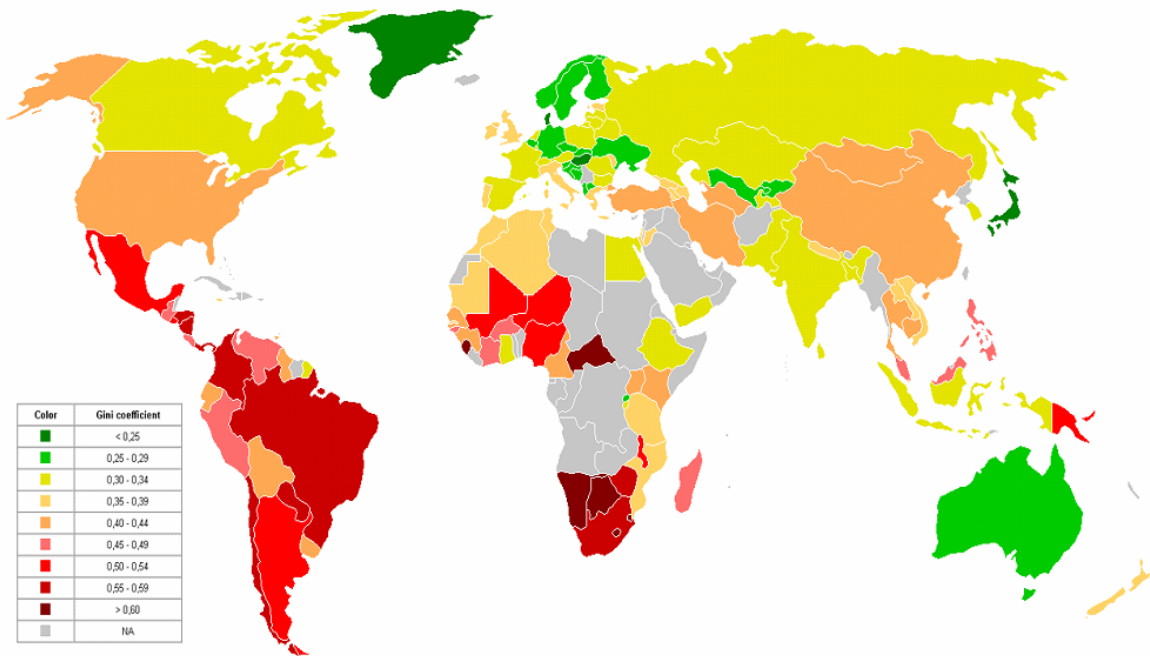 Color Gini coefficient
< 0,25
0,25 - 0,29
0,30 - 0,34
0,35 - 0,39
0,40 - 0,44
0,45 - 0,49
0,50 - 0,54
0,55 - 0,59
> 0,60
NA